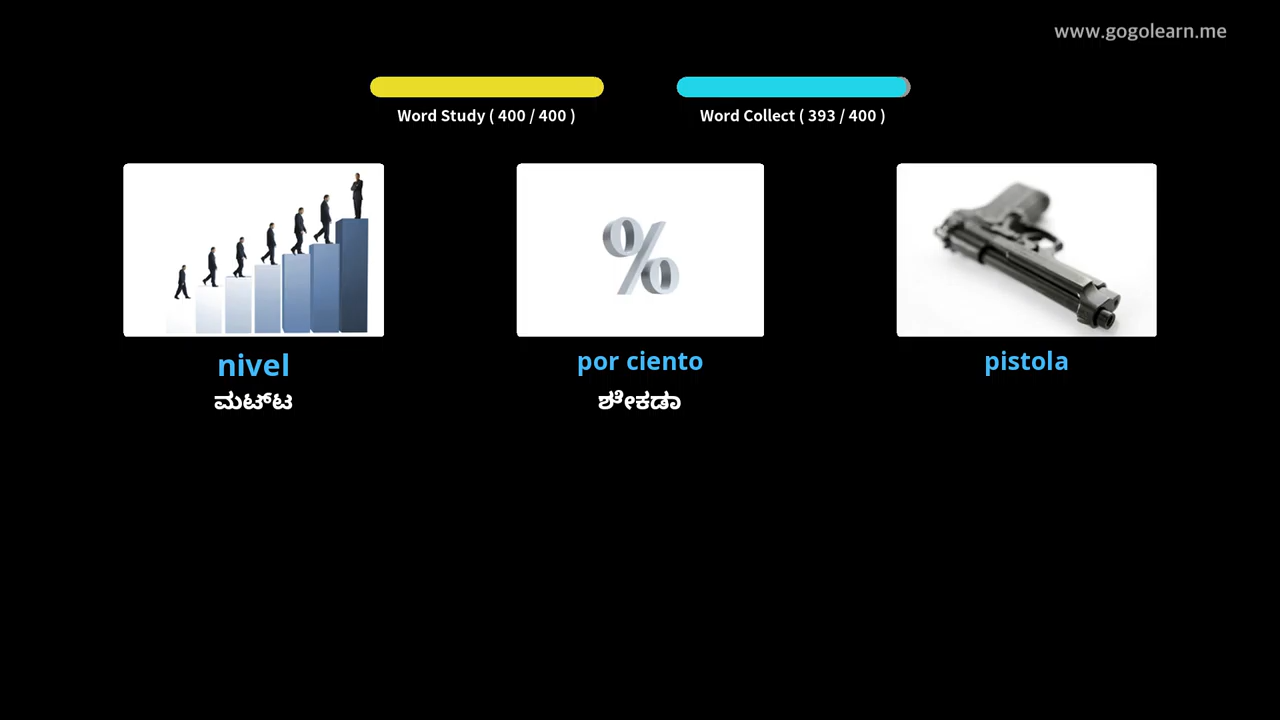 www.gogolearn.me
Word Study ( 400 / 400 )
Word Collect ( 393 / 400 )
%
nivel
por ciento
pistola
ಮಟ್ಟ
ಶೇಕಡಾ